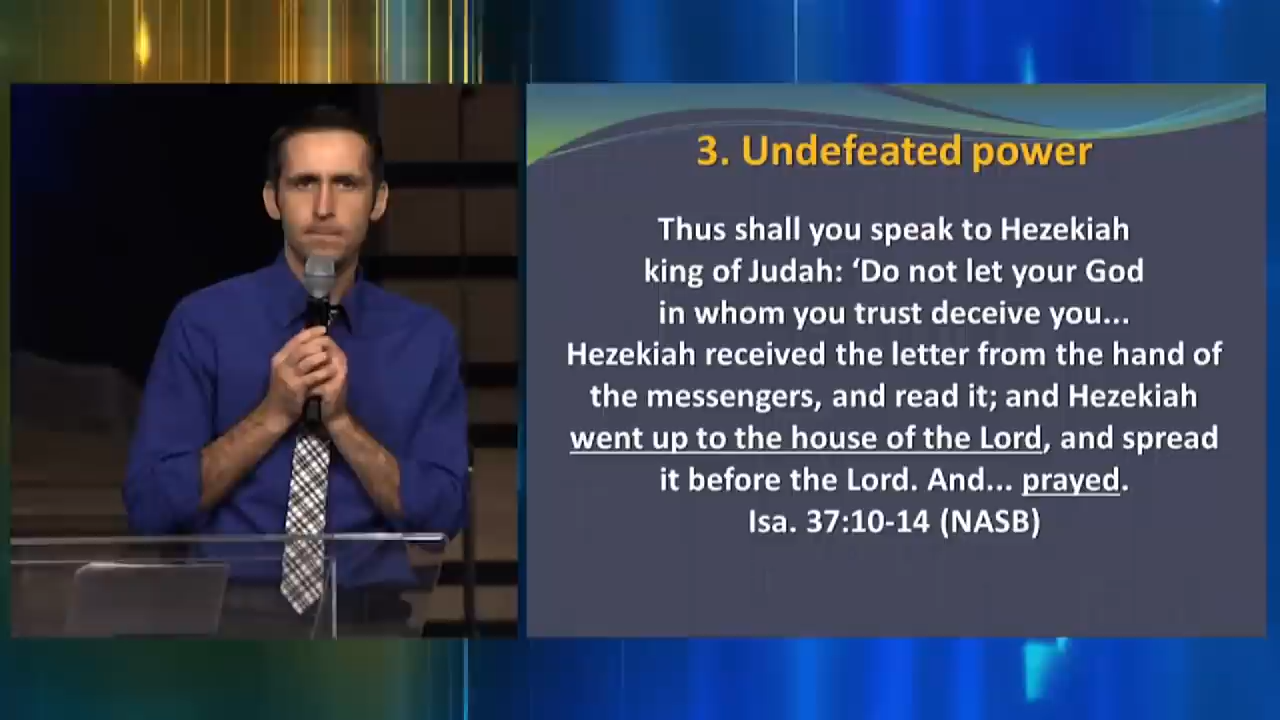 3. Undefeated power
Thus shall you speak to Hezekiah
king of Judah: ‘Do not let your God
in whom you trust deceive you...
Hezekiah received the letter from the hand of
the messengers, and read it; and Hezekiah
went up to the house of the Lord, and spread
it before the Lord. And... prayed.
Isa. 37:10-14 (NASB)